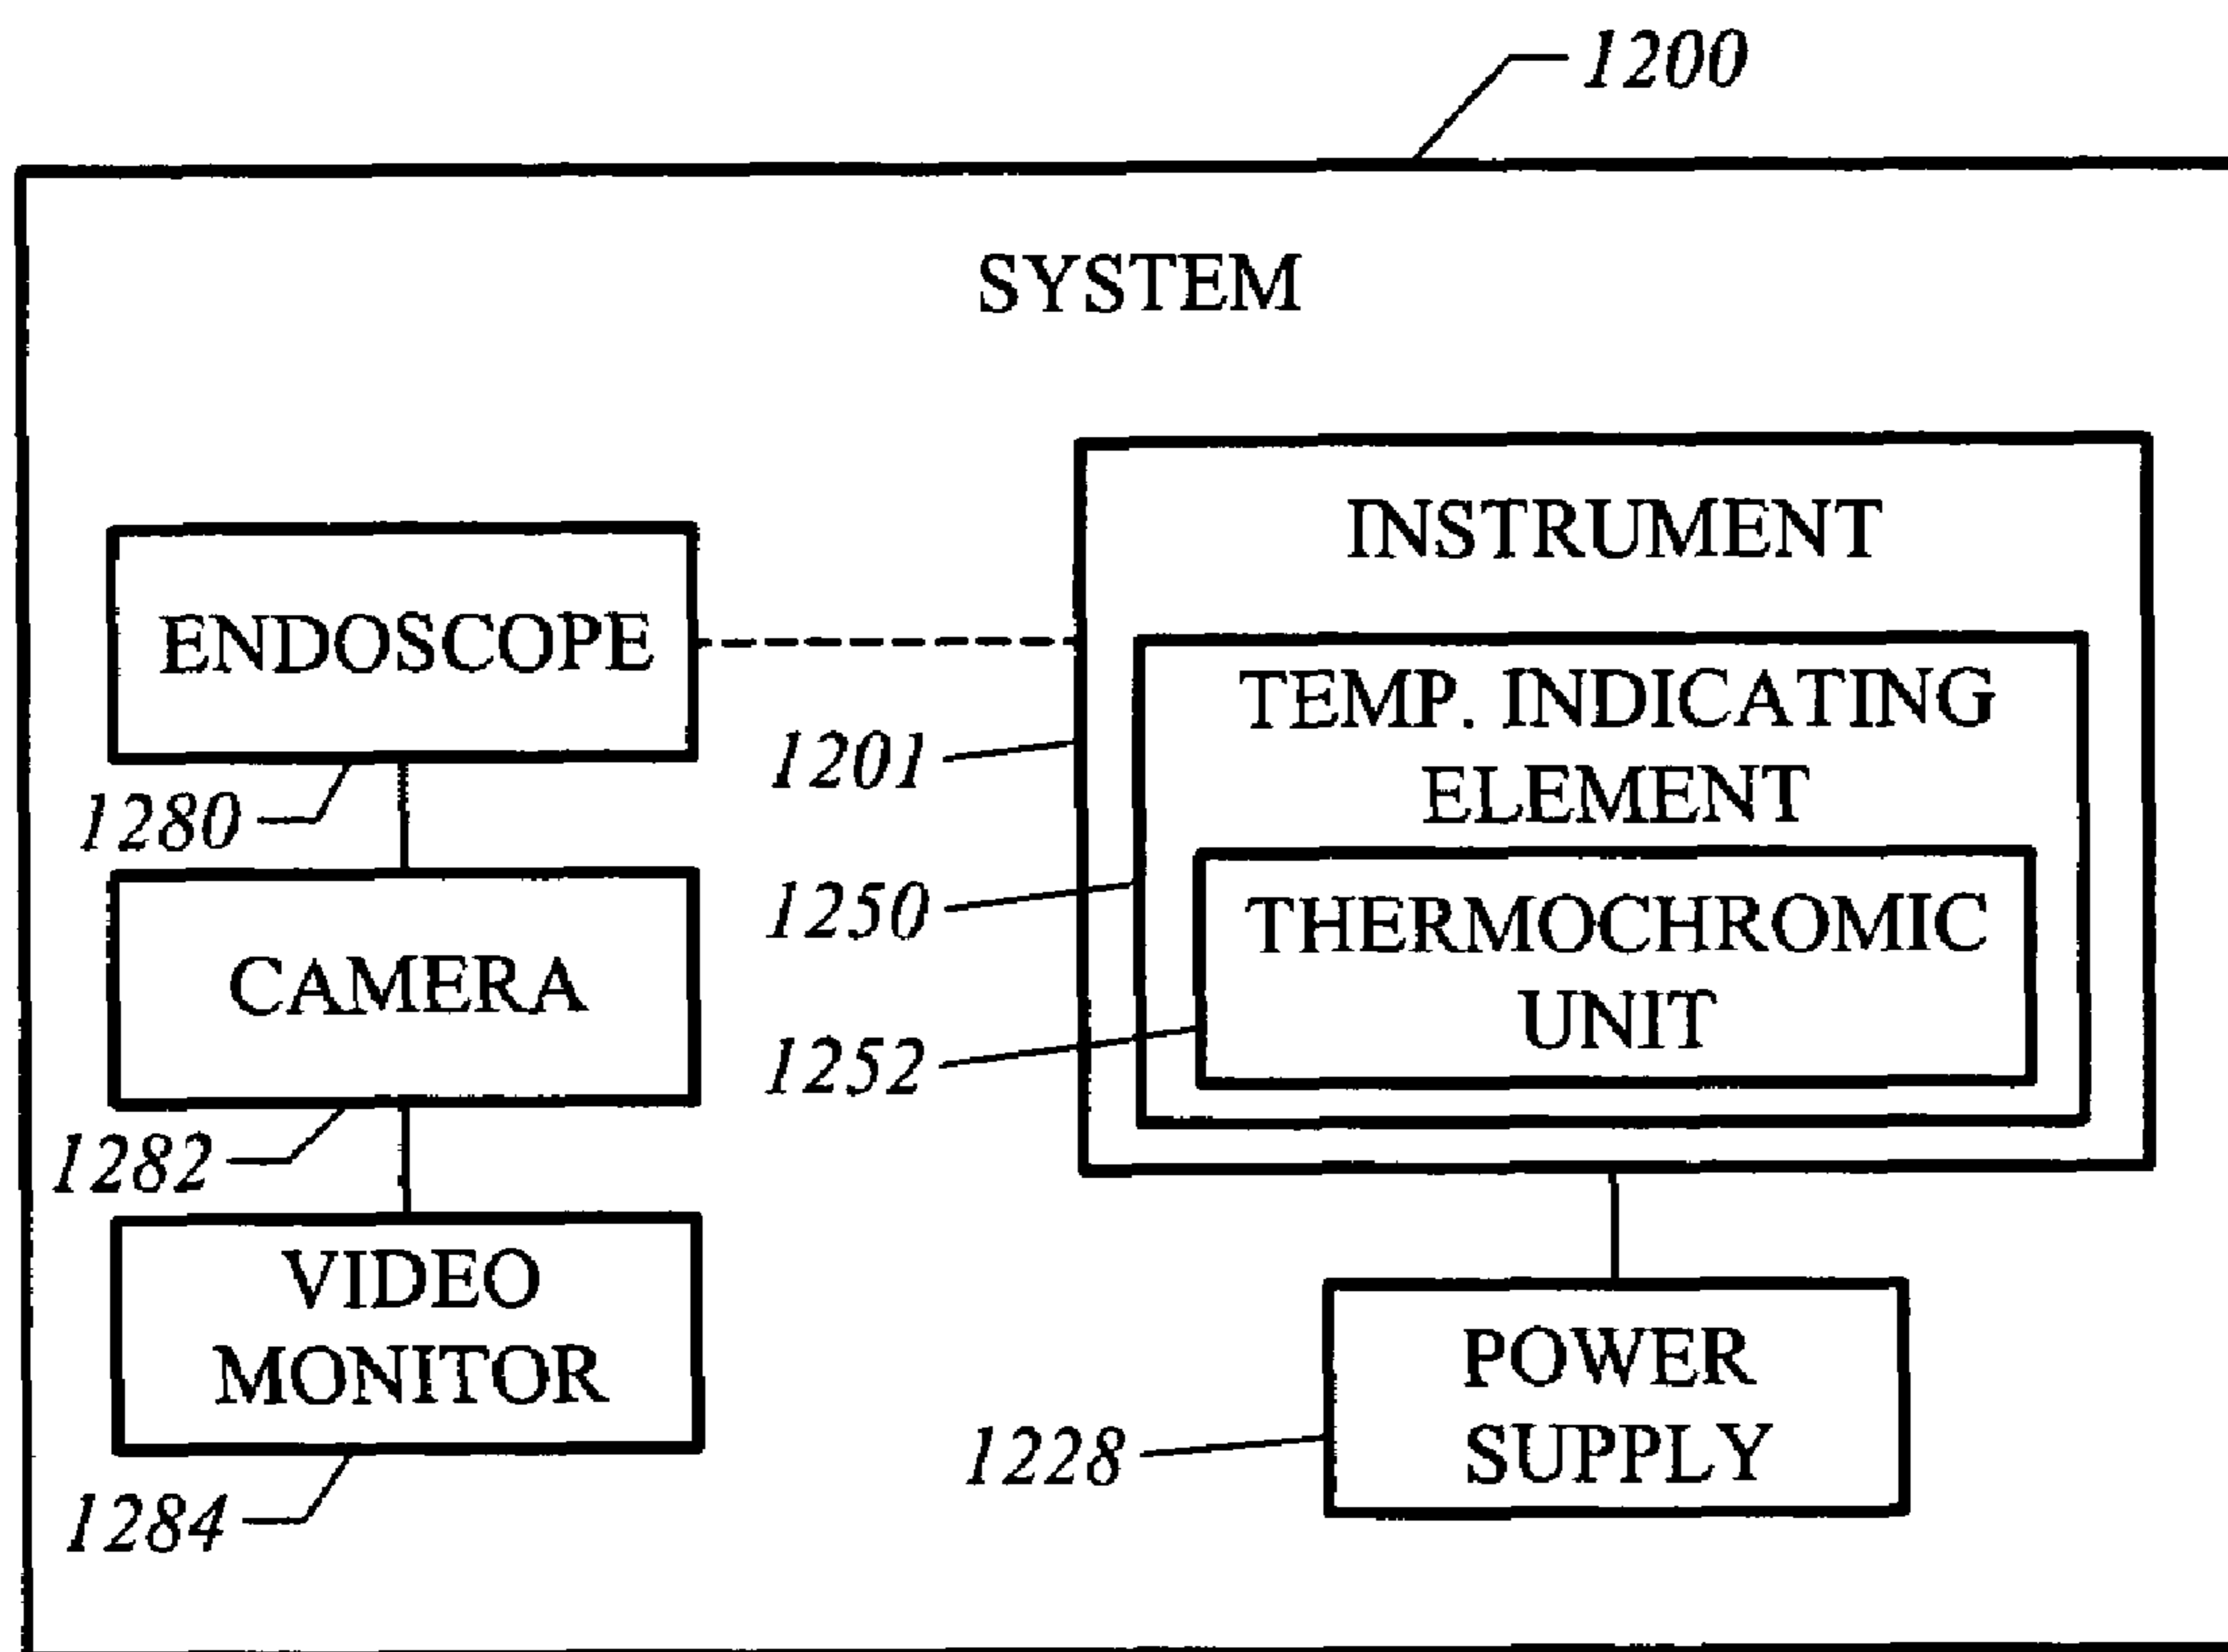 1200
SYSTEM
ENDOSCOPE
1280
CAMERA
1282
VIDEO
MONITOR
1284
INSTRUMENT
1201
TEMP. INDICATING
ELEMENT
1250
THERMOCHROMIC
UNIT
1252
POWER
SUPPLY
1228